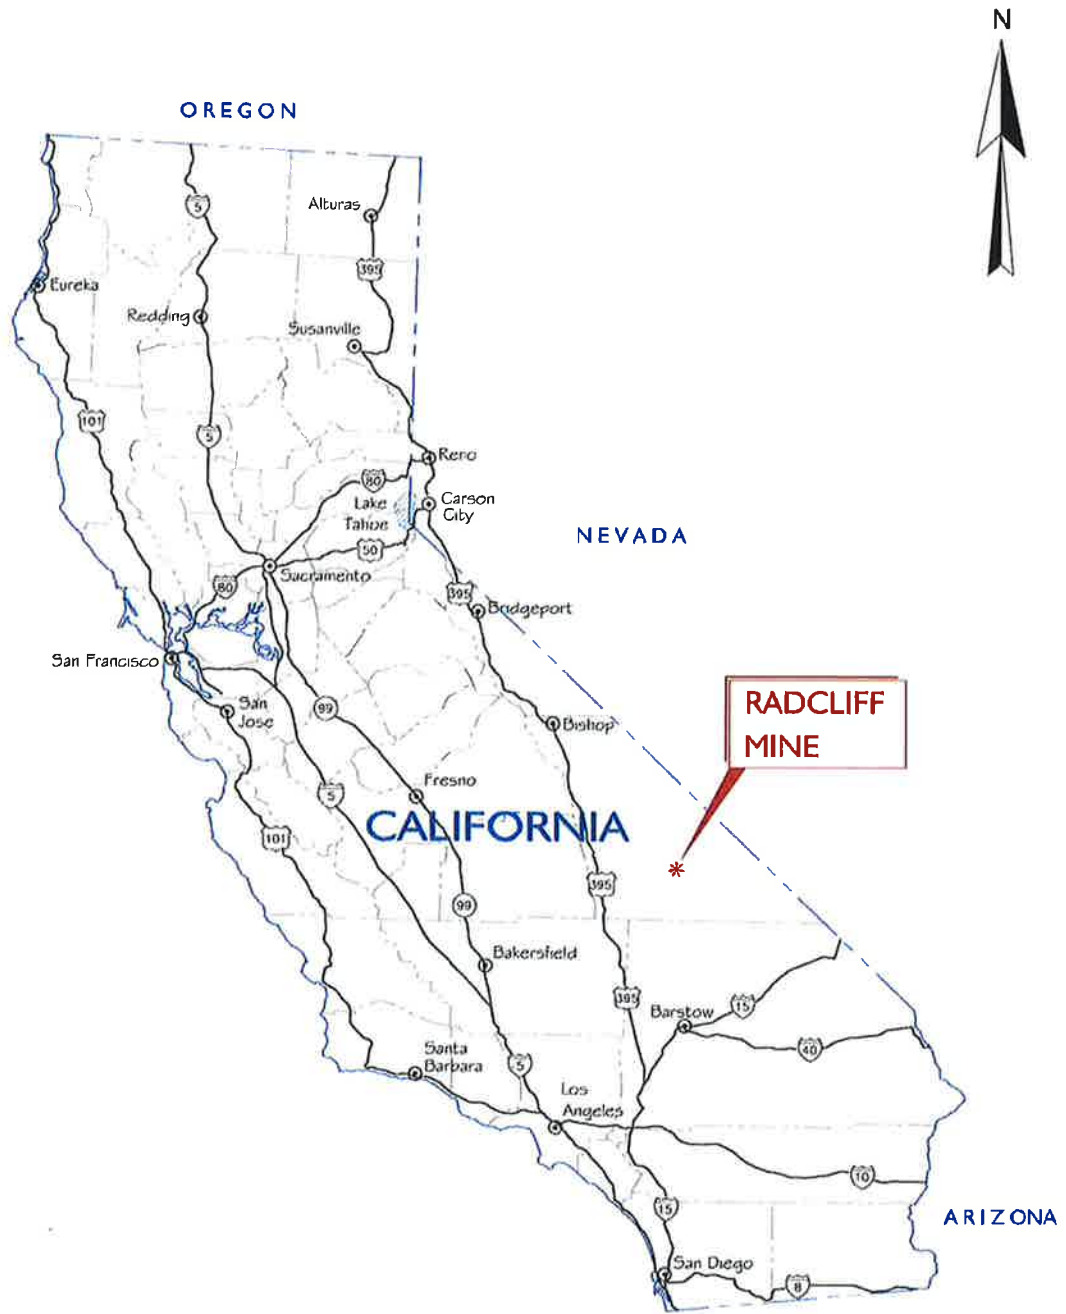 N
OREGON
5
Alturas
395
Eureka
Redding
Susanville
101
5
Reno
80
Lake
Tahoe
Carson
City
NEVADA
50
Sacramento
80
395
Bridgeport
San Francisco
San
Jose
99
RADCLIFF
MINE
Bishop
Fresno
5
CALIFORNIA
101
395
99
Bakersfield
395
Barstow
15
40
Santa
Barbara
5
Los
Angeles
10
15
ARIZONA
San Diego
8